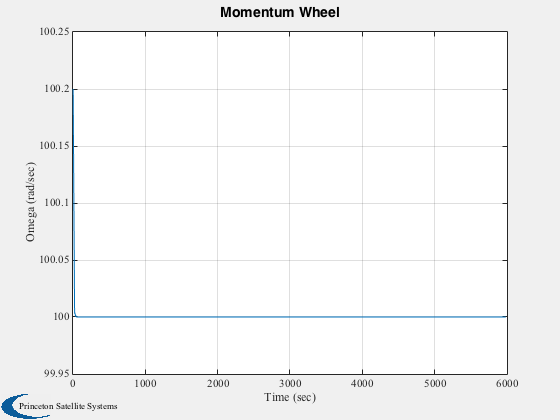 Momentum Wheel
100.25
100.2
100.15
100.1
100.05
100
99.95
Omega (rad/sec)
0 1000 2000 3000 4000 5000 6000
Time (sec)
Princeton Satellite Systems